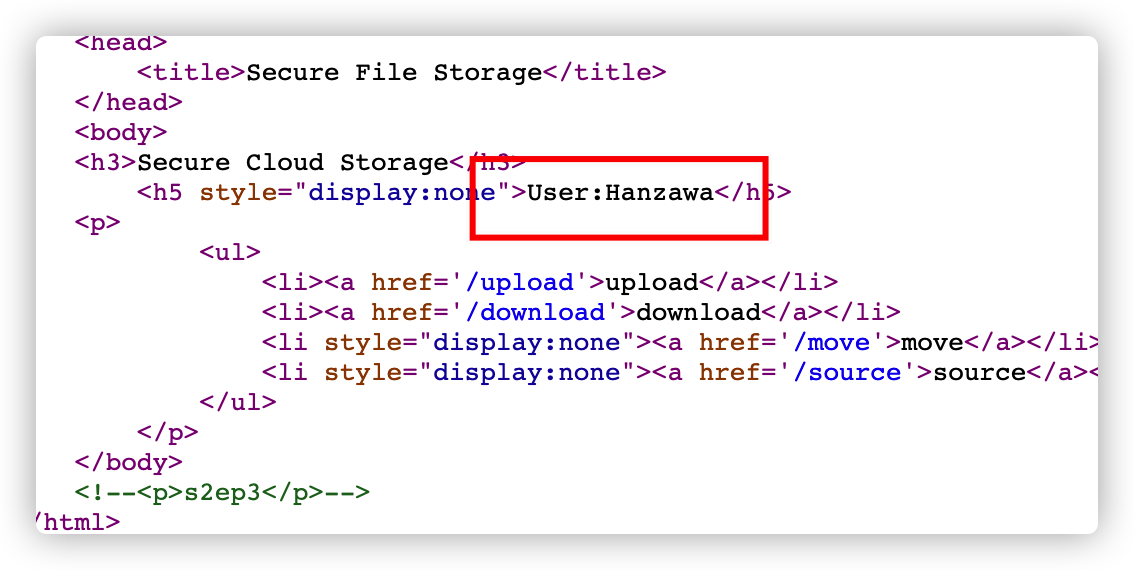 <head>
<title>Secure File Storage</title>
</head>
<body>
<h3>Secure Cloud Storage</h3>
<h5 style="display:none">User:Hanzawa</h5>
<p>
<ul>
<li><a href='/upload'>upload</a></li>
<li><a href='/download'>download</a></li>
<li style="display:none"><a href='/move'>move</a></li>
<li style="display:none"><a href='/source'>source</a><
</ul>
</p>
</body>
<!--<p>s2ep3</p>-->
/html>